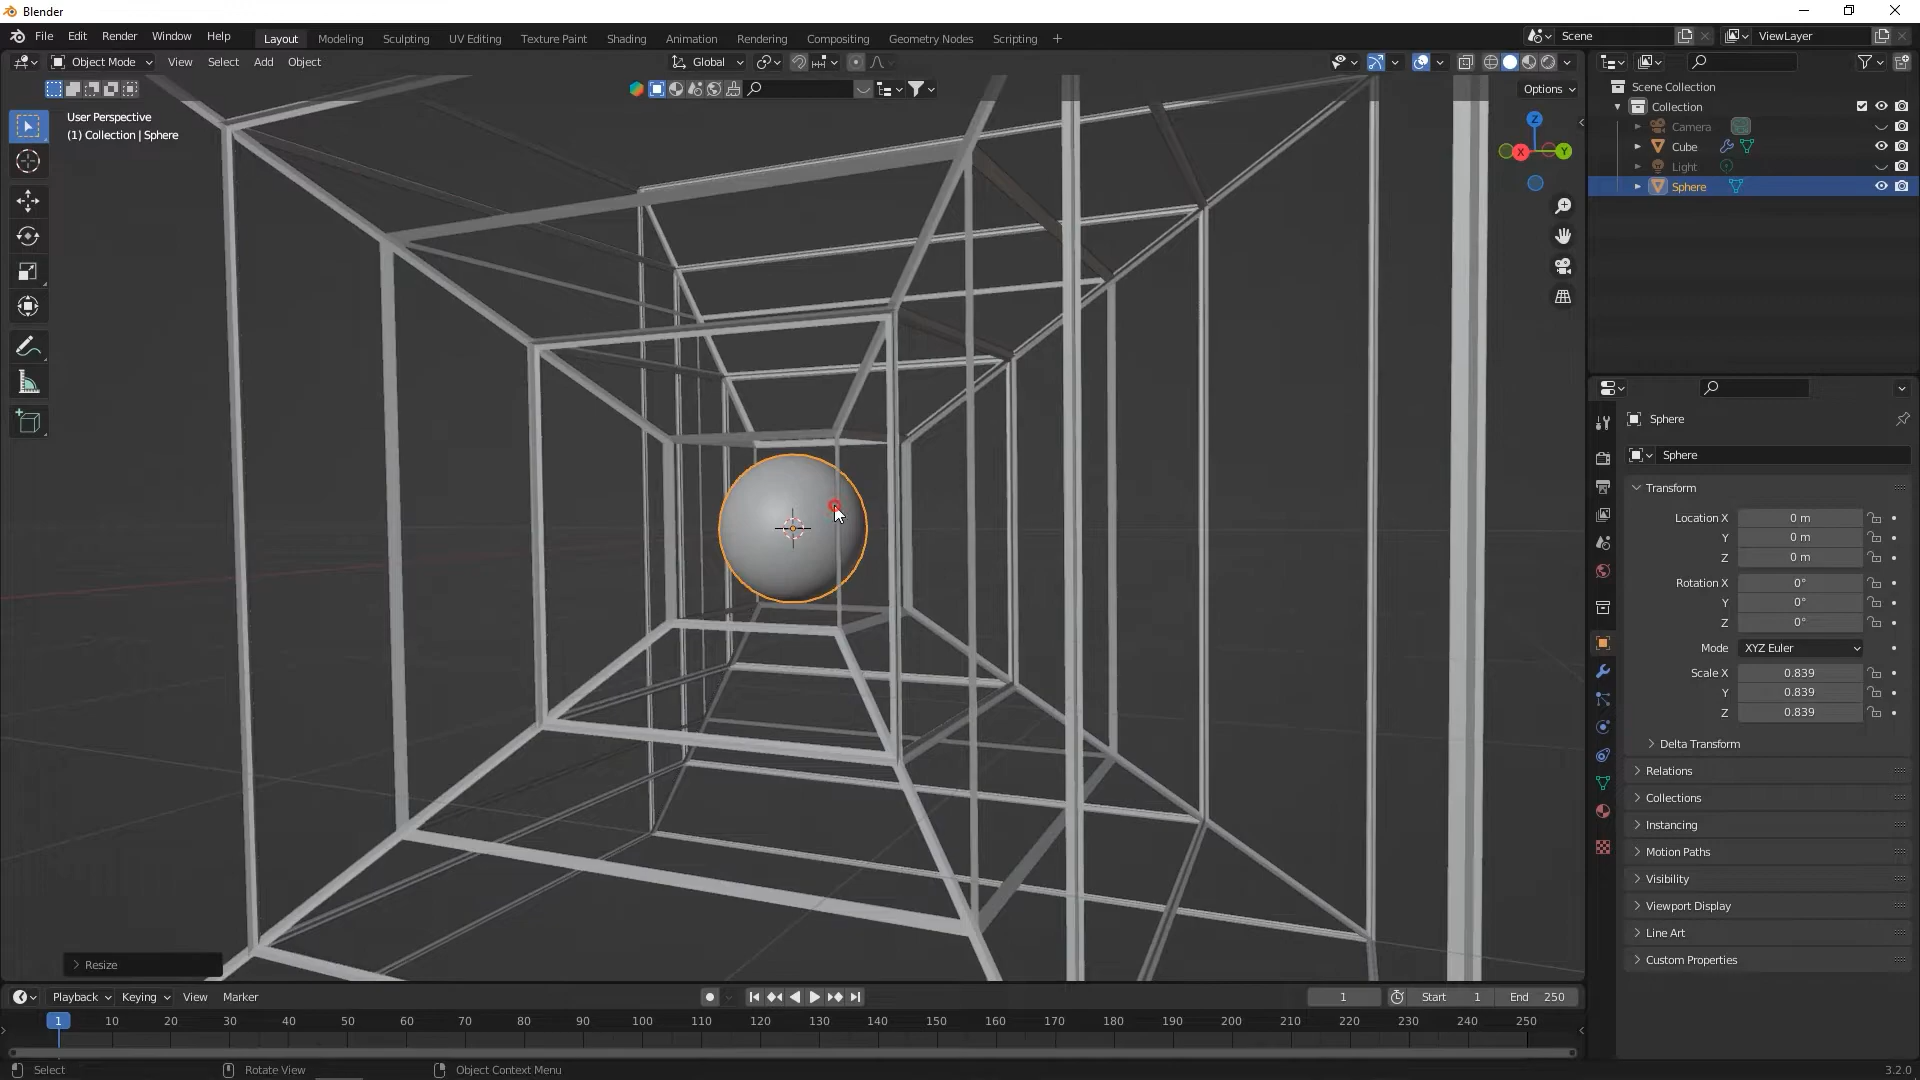 Blender
File Edit Render Window Help Layout Modeling Sculpting UV Editing Texture Paint Shading Animation Rendering Compositing Geometry Nodes Scripting + Scene ViewLayer
Object Mode View Select Add Object Global
Options
User Perspective
(1) Collection | Sphere
Z
X
Y
Scene Collection
Collection
Camera
Cube
Light
Sphere
Sphere
Sphere
Transform
Location X 0 m
Y 0 m
Z 0 m
Rotation X 0°
Y 0°
Z 0°
Mode XYZ Euler
Scale X 0.839
Y 0.839
Z 0.839
Delta Transform
Relations
Collections
Instancing
Motion Paths
Visibility
Viewport Display
Line Art
Custom Properties
Resize
Playback Keying View Marker 1 Start 1 End 250
1 10 20 30 40 50 60 70 80 90 100 110 120 130 140 150 160 170 180 190 200 210 220 230 240 250
Select Rotate View Object Context Menu 3.2.0